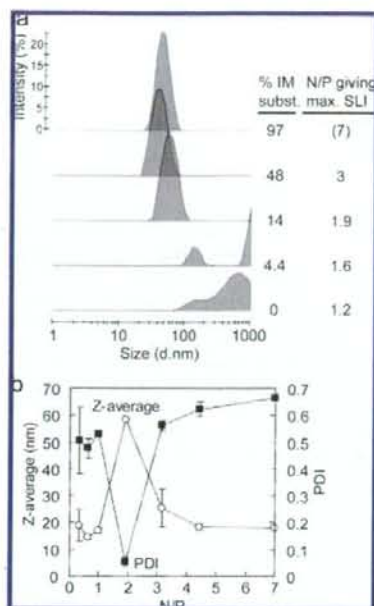 a
Intensity (%)
20
15
10
5
0
% IM N/P giving
subst. max. SLI
97 (7)
48 3
14 1.9
4.4 1.6
0 1.2
1 10 100 1000
Size (d.nm)
b
70 0.7
60 0.6
50 0.5
40 0.4
30 0.3
20 0.2
10 0.1
0 0
Z-average (nm)
Z-average
PDI
PDI
0 1 2 3 4 5 6 7
N/P